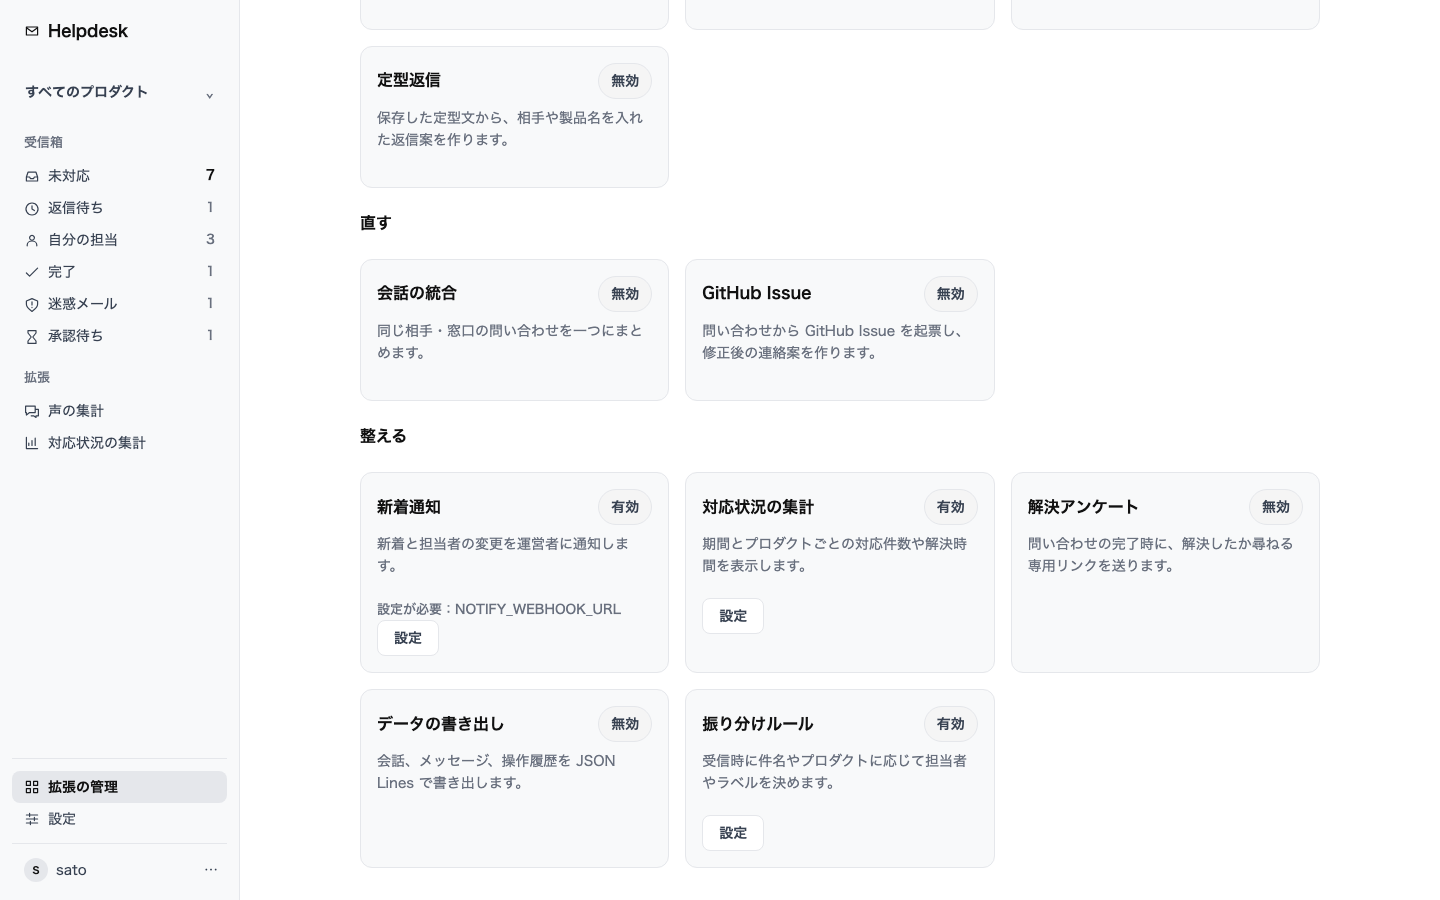 Helpdesk
すべてのプロダクト
受信箱
未対応 7
返信待ち 1
自分の担当 3
完了 1
迷惑メール 1
承認待ち 1
拡張
声の集計
対応状況の集計
拡張の管理
設定
S sato ...
定型返信 無効
保存した定型文から、相手や製品名を入れ
た返信案を作ります。
直す
会話の統合 無効
同じ相手・窓口の問い合わせを一つにまと
めます。
GitHub Issue 無効
問い合わせから GitHub Issue を起票し、
修正後の連絡案を作ります。
整える
新着通知 有効
新着と担当者の変更を運営者に通知しま
す。
設定が必要：NOTIFY_WEBHOOK_URL
設定
対応状況の集計 有効
期間とプロダクトごとの対応件数や解決時
間を表示します。
設定
解決アンケート 無効
問い合わせの完了時に、解決したか尋ねる
専用リンクを送ります。
データの書き出し 無効
会話、メッセージ、操作履歴を JSON
Lines で書き出します。
振り分けルール 有効
受信時に件名やプロダクトに応じて担当者
やラベルを決めます。
設定